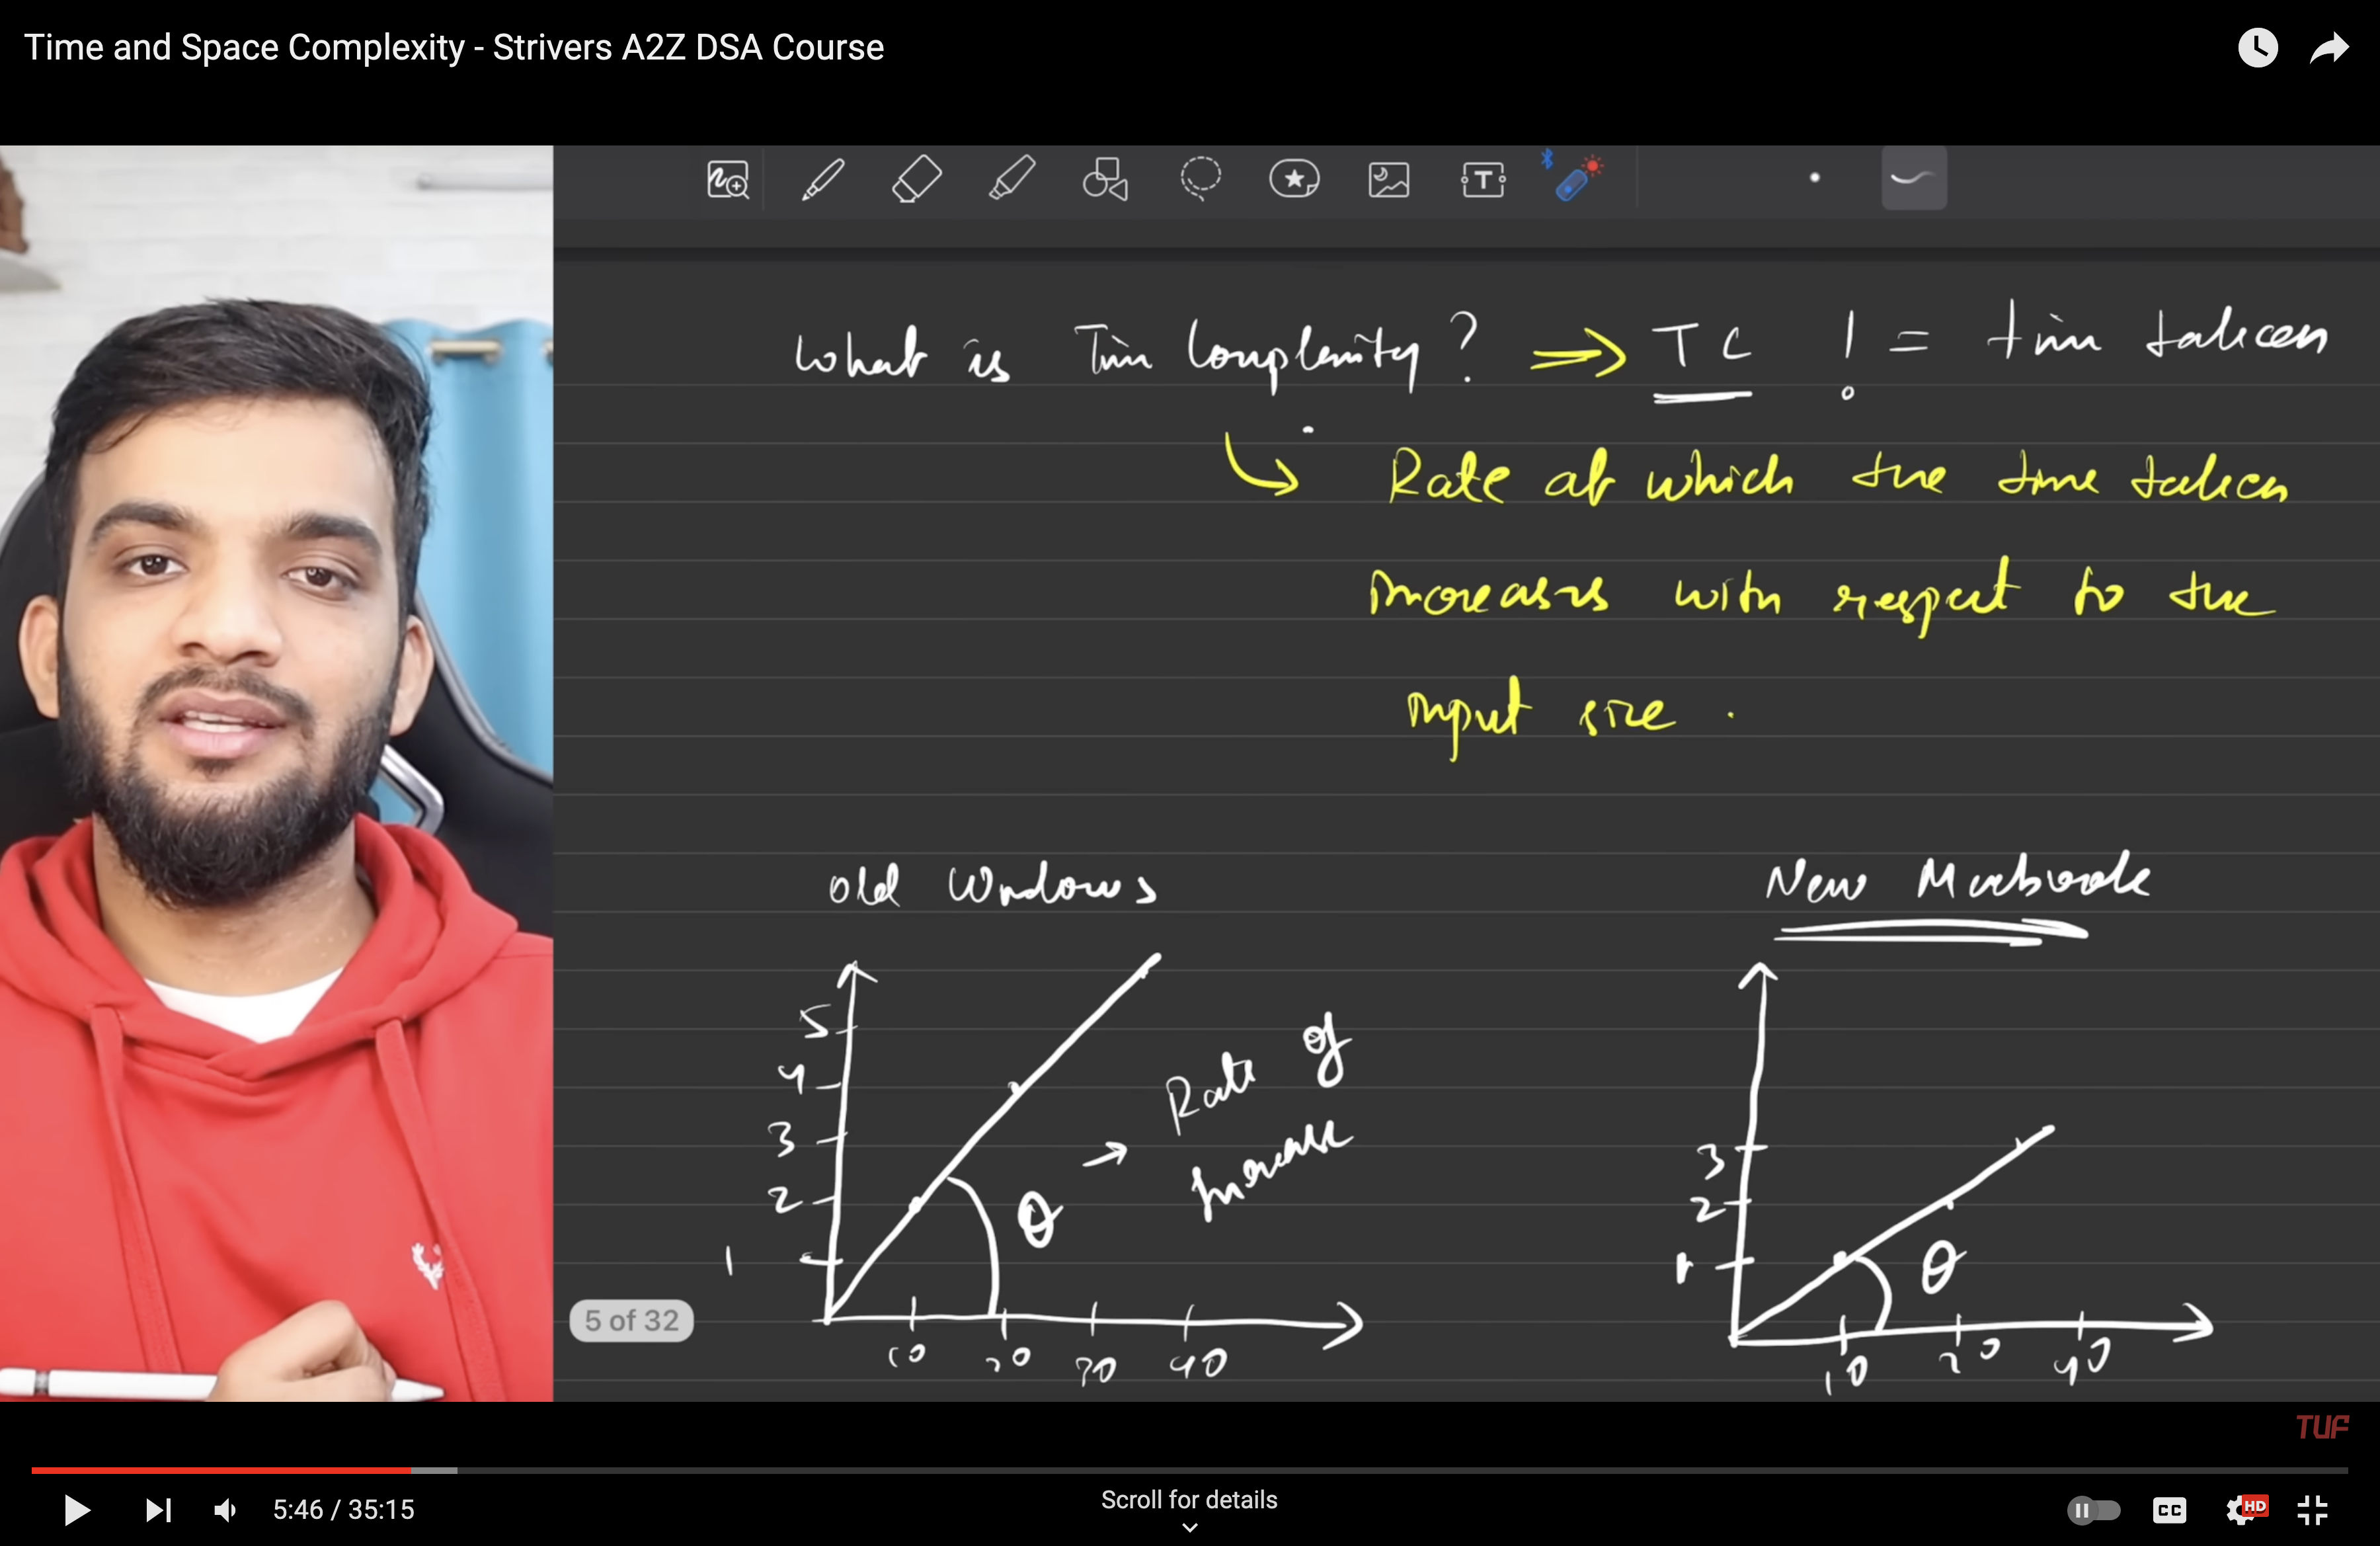 Time and Space Complexity - Strivers A2Z DSA Course
What is Time Complexity? ⇒ TC != time taken
↳ Rate at which the time taken
increases with respect to the
input size.
Old Windows
New Macbook
5
4
3
2
1
θ → Rate of
Increase
10 20 30 40
3
2
1
θ
10 20 40
5 of 32
TUF
5:46 / 35:15
Scroll for details
CC
HD